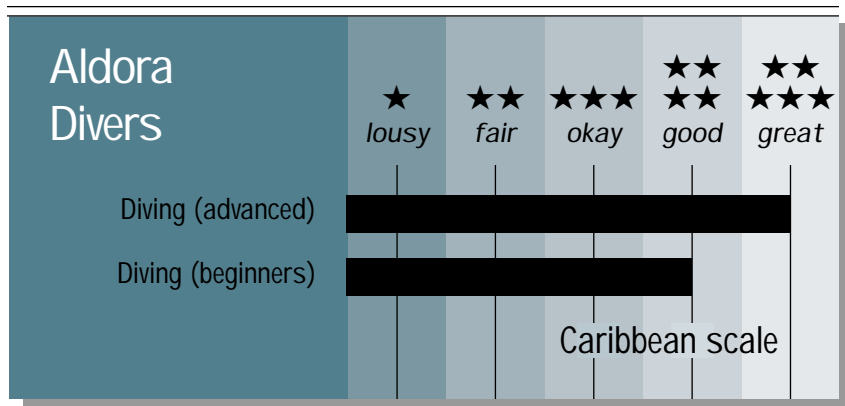 Aldora
Divers
★ ★★ ★★★ ★★★★ ★★★★★
lousy fair okay good great
Diving (advanced)
Diving (beginners)
Caribbean scale